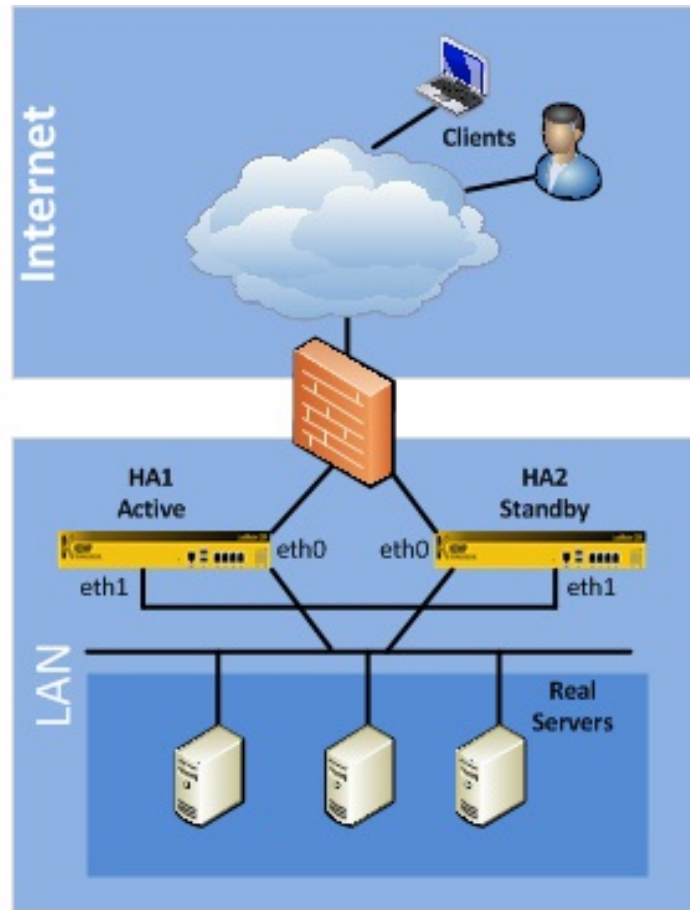 Internet
Clients
HA1
Active
HA2
Standby
eth0
eth0
eth1
eth1
LAN
Real
Servers